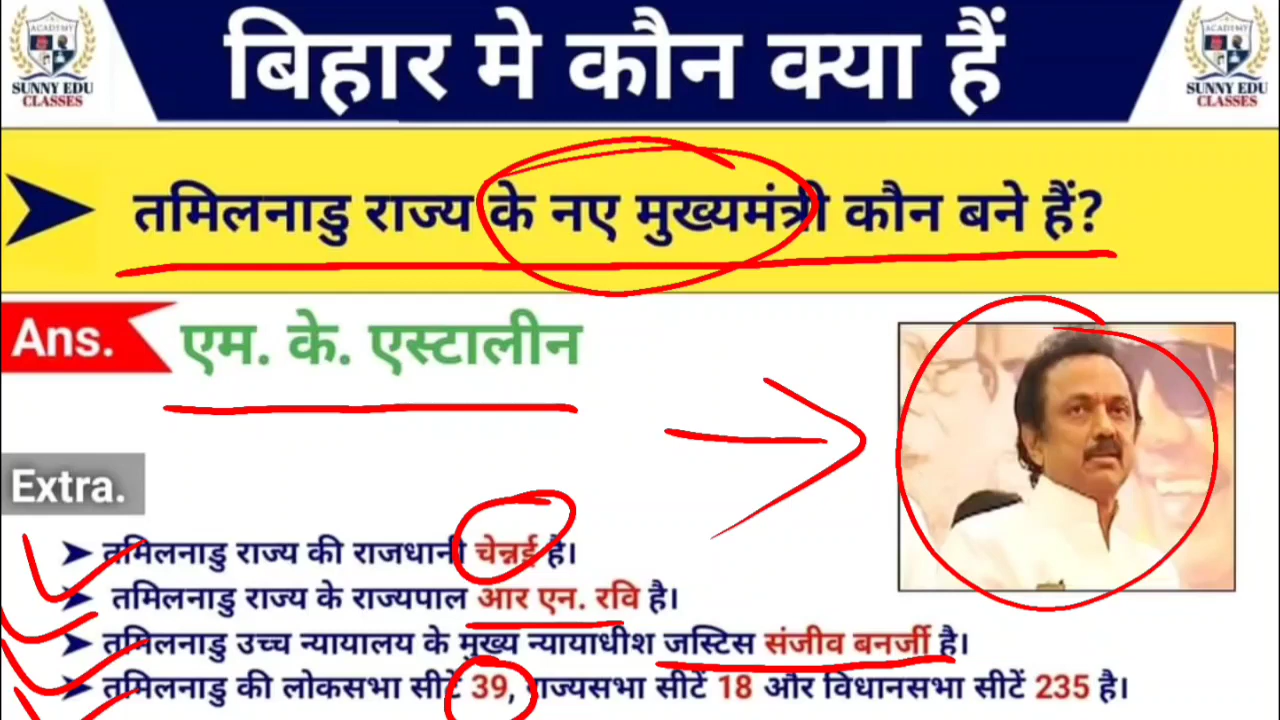 ACADEMY
SUNNY EDU
CLASSES
बिहार मे कौन क्या हैं
ACADEMY
SUNNY EDU
CLASSES
तमिलनाडु राज्य के नए मुख्यमंत्री कौन बने हैं?
Ans. एम. के. एस्टालीन
Extra.
तमिलनाडु राज्य की राजधानी चेन्नई है।
तमिलनाडु राज्य के राज्यपाल आर एन. रवि है।
तमिलनाडु उच्च न्यायालय के मुख्य न्यायाधीश जस्टिस संजीव बनर्जी है।
तमिलनाडु की लोकसभा सीटें 39, राज्यसभा सीटें 18 और विधानसभा सीटें 235 है।